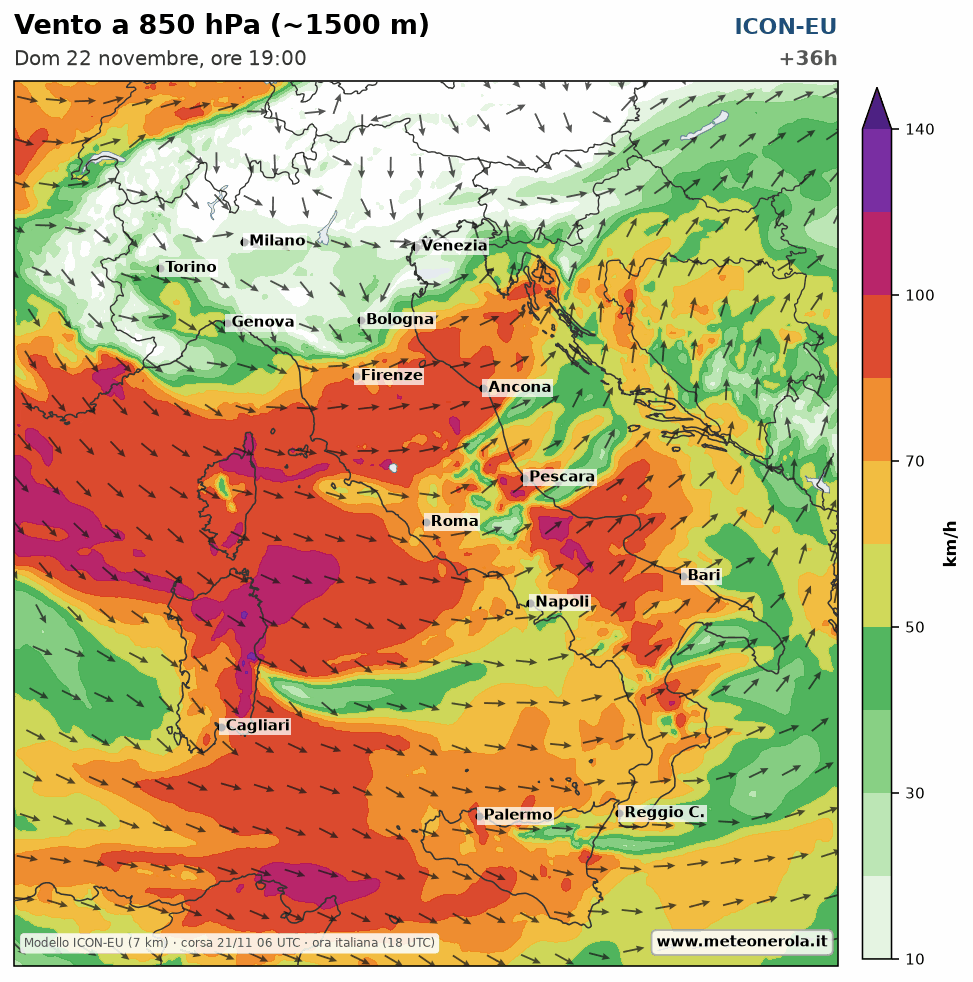 Vento a 850 hPa (~1500 m)
ICON-EU
Dom 22 novembre, ore 19:00
+36h
140
100
70
50
30
10
km/h
Milano
Venezia
Torino
Genova
Bologna
Firenze
Ancona
Pescara
Roma
Bari
Napoli
Cagliari
Palermo
Reggio C.
Modello ICON-EU (7 km) · corsa 21/11 06 UTC · ora italiana (18 UTC)
www.meteonerola.it